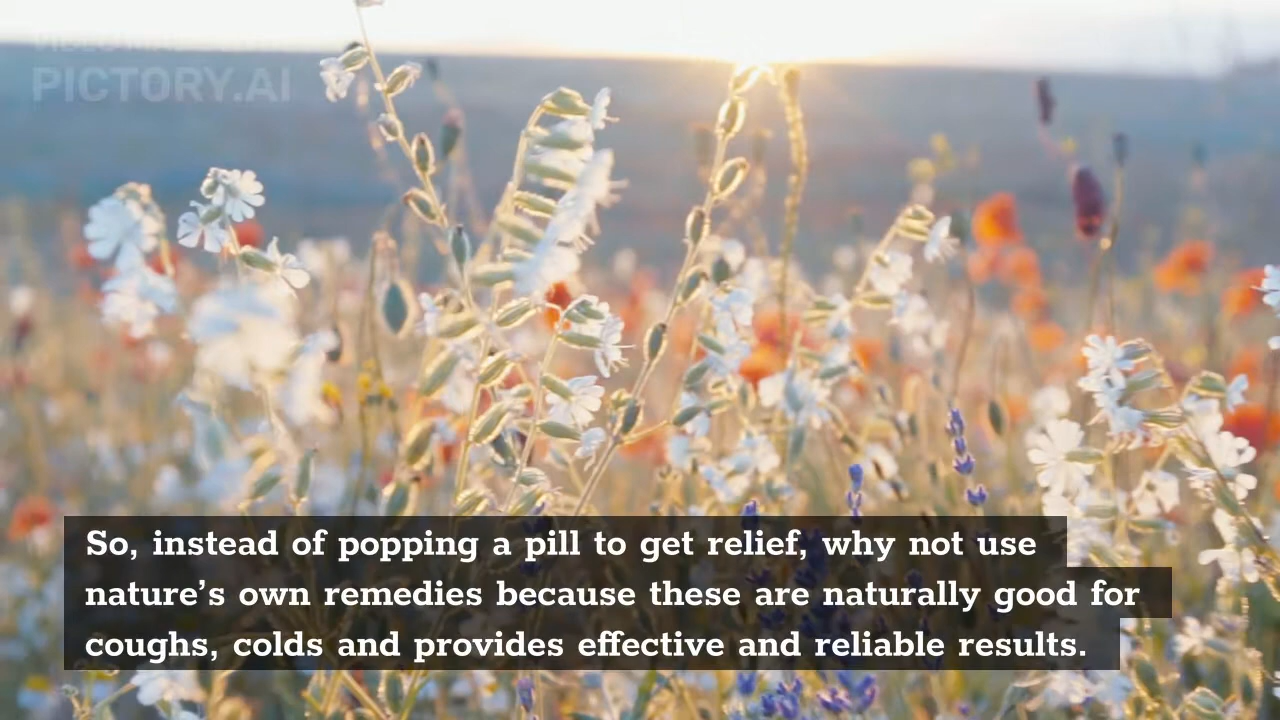 PICTORY.AI
So, instead of popping a pill to get relief, why not use
nature’s own remedies because these are naturally good for
coughs, colds and provides effective and reliable results.